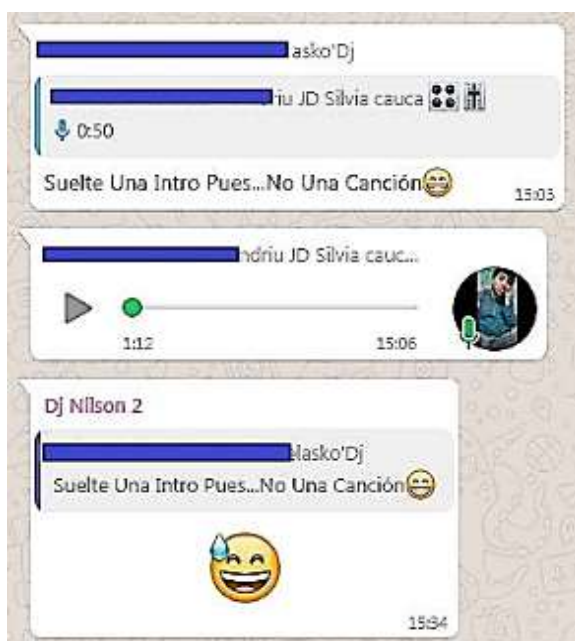 asko'Dj
riu JD Silvia cauca
0:50
Suelte Una Intro Pues...No Una Canción
15:03
ndriu JD Silvia cauc...
1:12
15:06
Dj Nilson 2
lasko'Dj
Suelte Una Intro Pues...No Una Canción
15:34